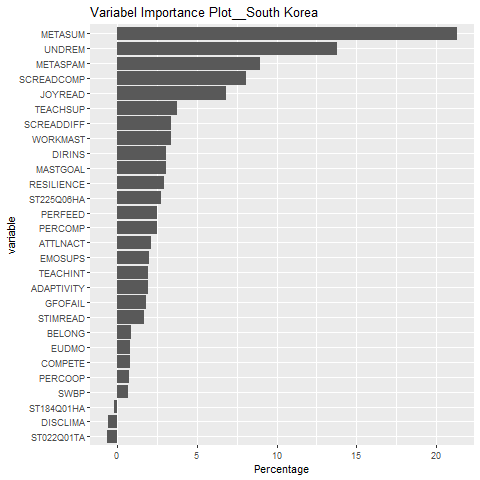 Variabel Importance Plot__South Korea
variable
METASUM
UNDREM
METASPAM
SCREADCOMP
JOYREAD
TEACHSUP
SCREADDIFF
WORKMAST
DIRINS
MASTGOAL
RESILIENCE
ST225Q06HA
PERFEED
PERCOMP
ATTLNACT
EMOSUPS
TEACHINT
ADAPTIVITY
GFOFAIL
STIMREAD
BELONG
EUDMO
COMPETE
PERCOOP
SWBP
ST184Q01HA
DISCLIMA
ST022Q01TA
0 5 10 15 20
Percentage